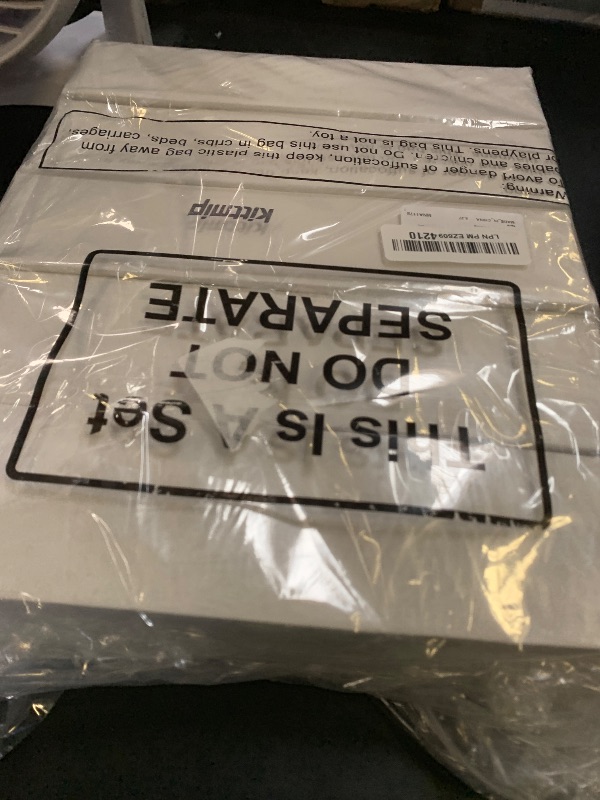 This Is A Set
DO NOT
SEPARATE
LPN PM EZ5094210
Kittmip
Warning:
To avoid danger of suffocation, keep this plastic bag away from
babies and children. Do not use this bag in cribs, beds, carriages,
or playpens. This bag is not a toy.